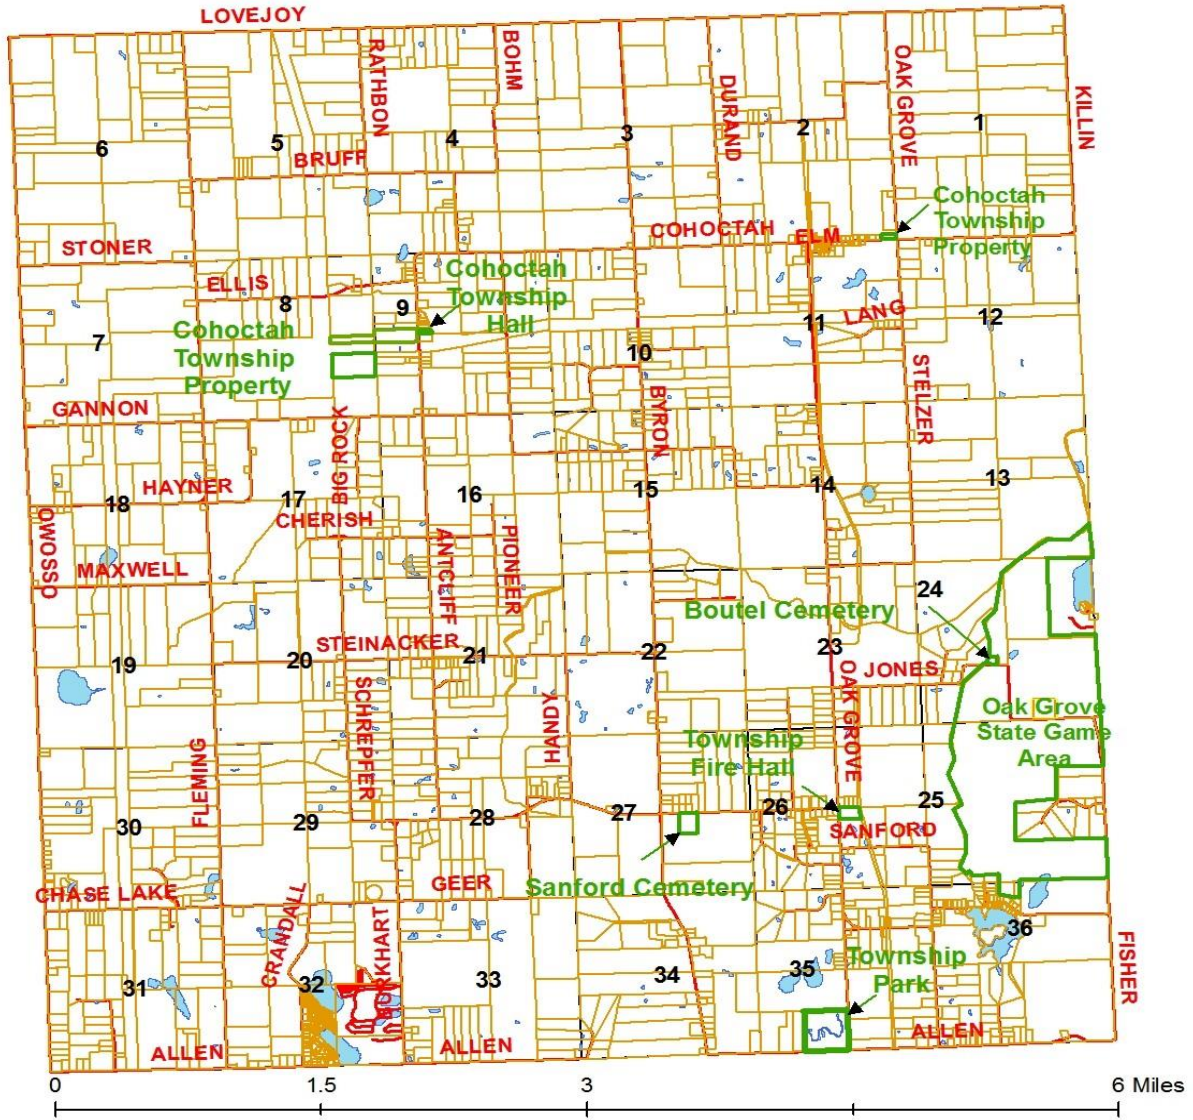 LOVEJOY
RATHBON
BOHM
DURAND
OAK GROVE
KILLIN
6
5
4
3
2
1
BRUFF
Cohoctah
Township
Property
STONER
COHOCTAH
ELM
ELLIS
Cohoctah
Township
Hall
7
8
9
10
11
12
LANG
Cohoctah
Township
Property
GANNON
BIG ROCK
BYRON
STELZER
HAYNER
18
17
16
15
14
13
CHERISH
OWOSSO
MAXWELL
ANTCLIFF
PIONEER
24
Boutel Cemetery
STEINACKER
19
20
21
22
23
JONES
OAK GROVE
SCHREPFER
HANDY
FLEMING
Oak Grove
State Game
Area
Township
Fire Hall
30
29
28
27
26
25
SANFORD
CHASE LAKE
GEER
Sanford Cemetery
CRANDALL
BURKHART
36
FISHER
31
32
33
34
35
Township
Park
ALLEN
ALLEN
ALLEN
0
1.5
3
6 Miles